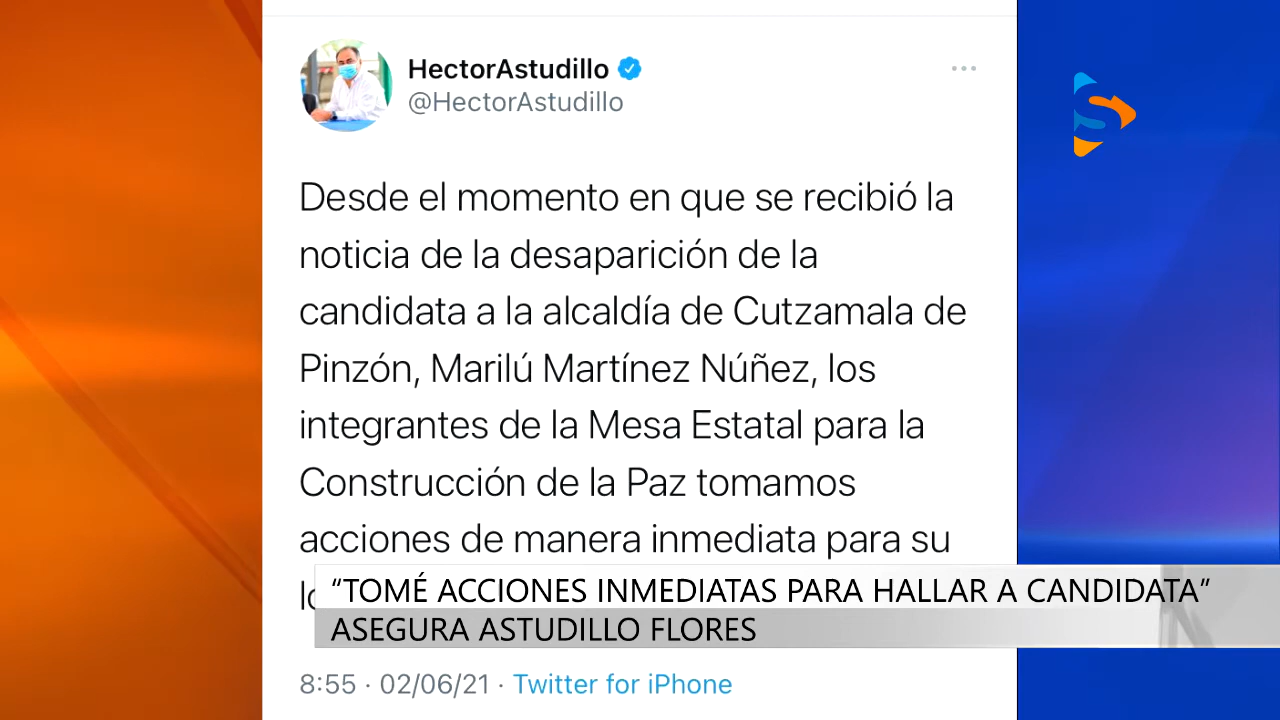 HectorAstudillo
@HectorAstudillo
Desde el momento en que se recibió la
noticia de la desaparición de la
candidata a la alcaldía de Cutzamala de
Pinzón, Marilú Martínez Núñez, los
integrantes de la Mesa Estatal para la
Construcción de la Paz tomamos
acciones de manera inmediata para su
“TOMÉ ACCIONES INMEDIATAS PARA HALLAR A CANDIDATA”
ASEGURA ASTUDILLO FLORES
8:55 · 02/06/21 · Twitter for iPhone